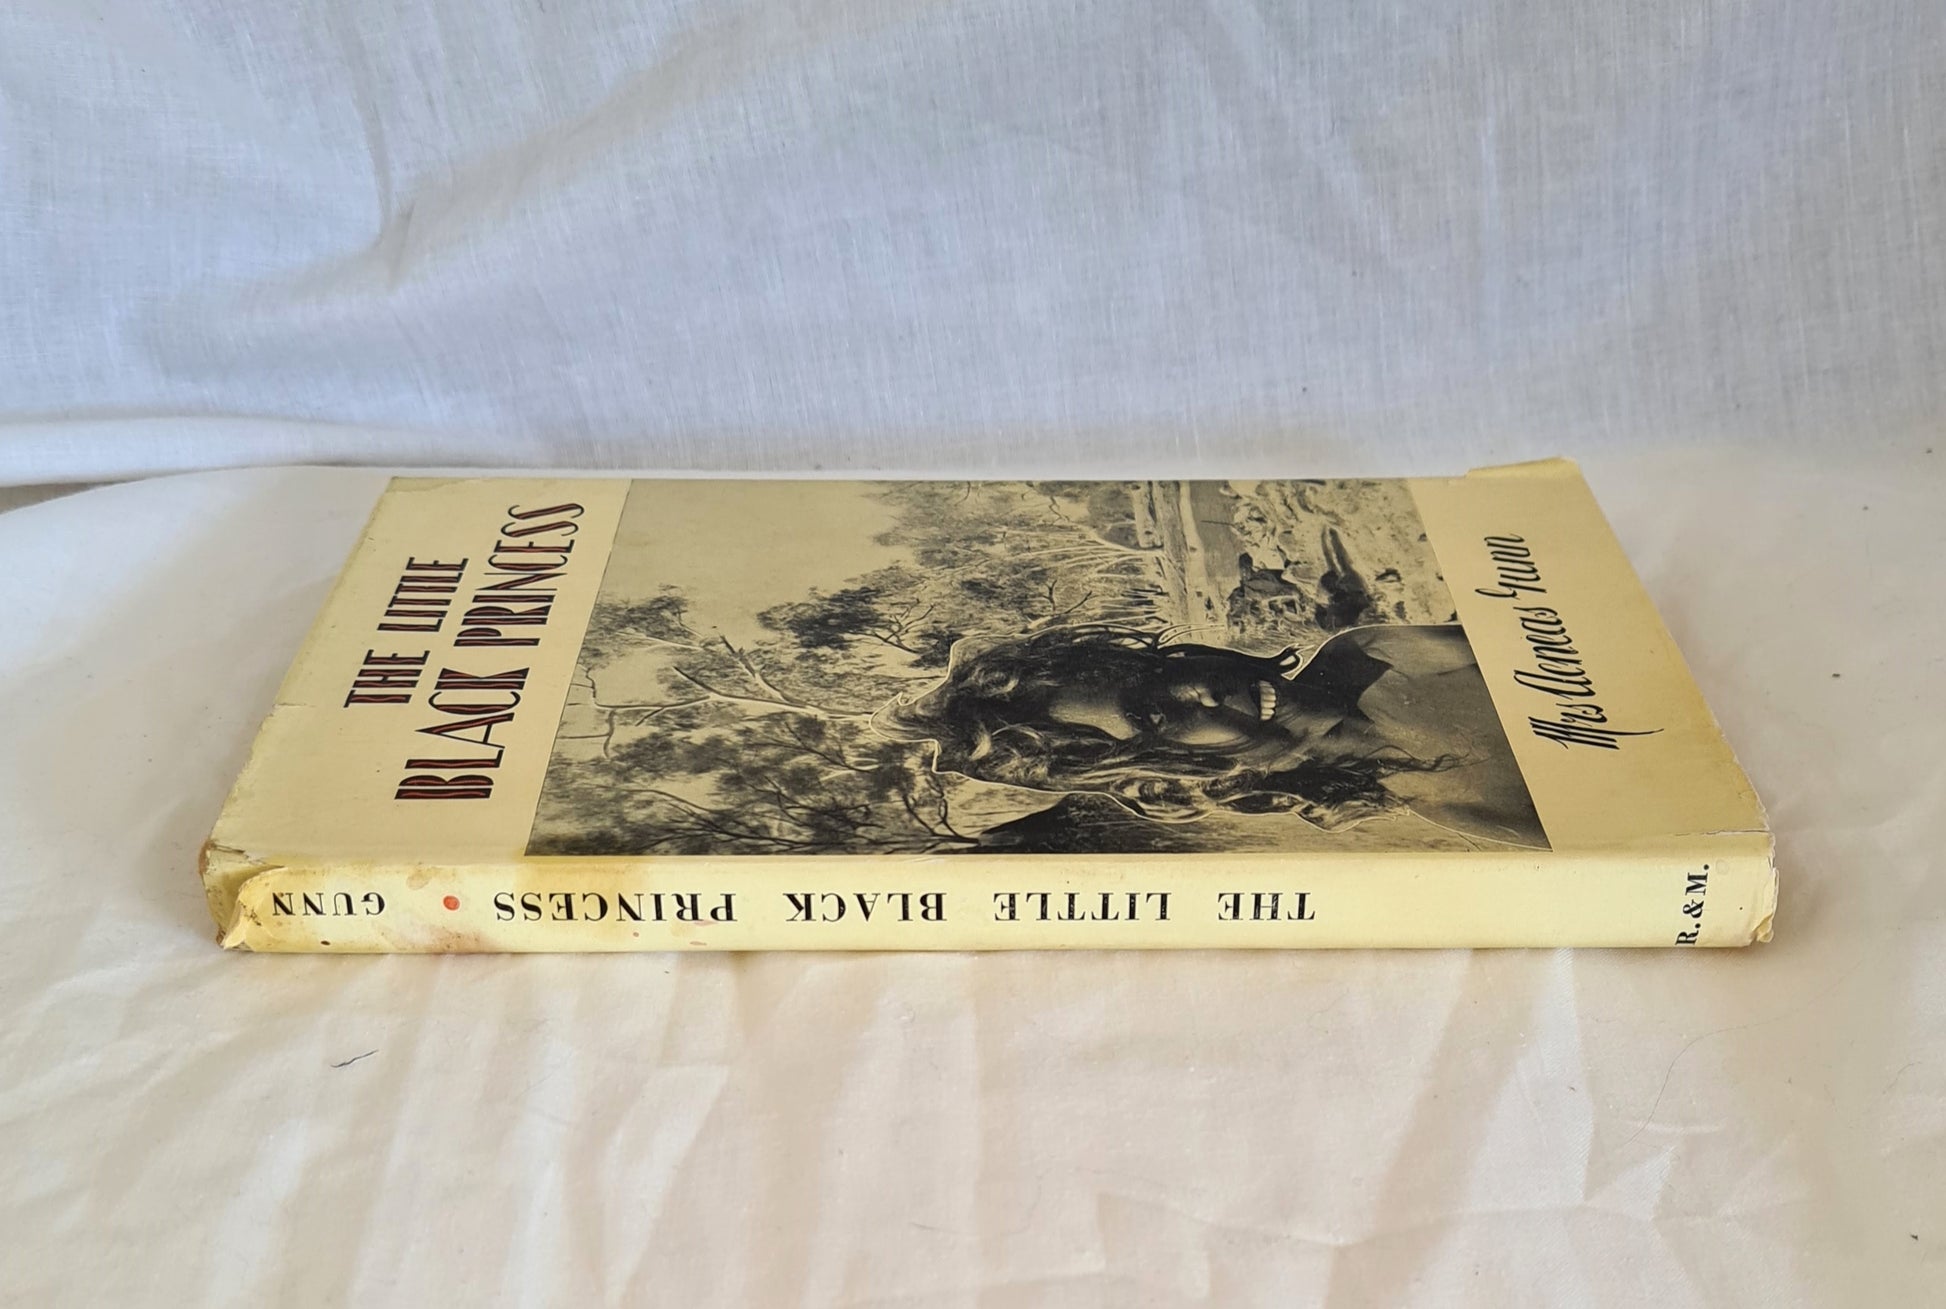 THE LITTLE
BLACK PRINCESS
Mrs Aeneas Gunn
THE LITTLE BLACK PRINCESS • GUNN
R. & M.